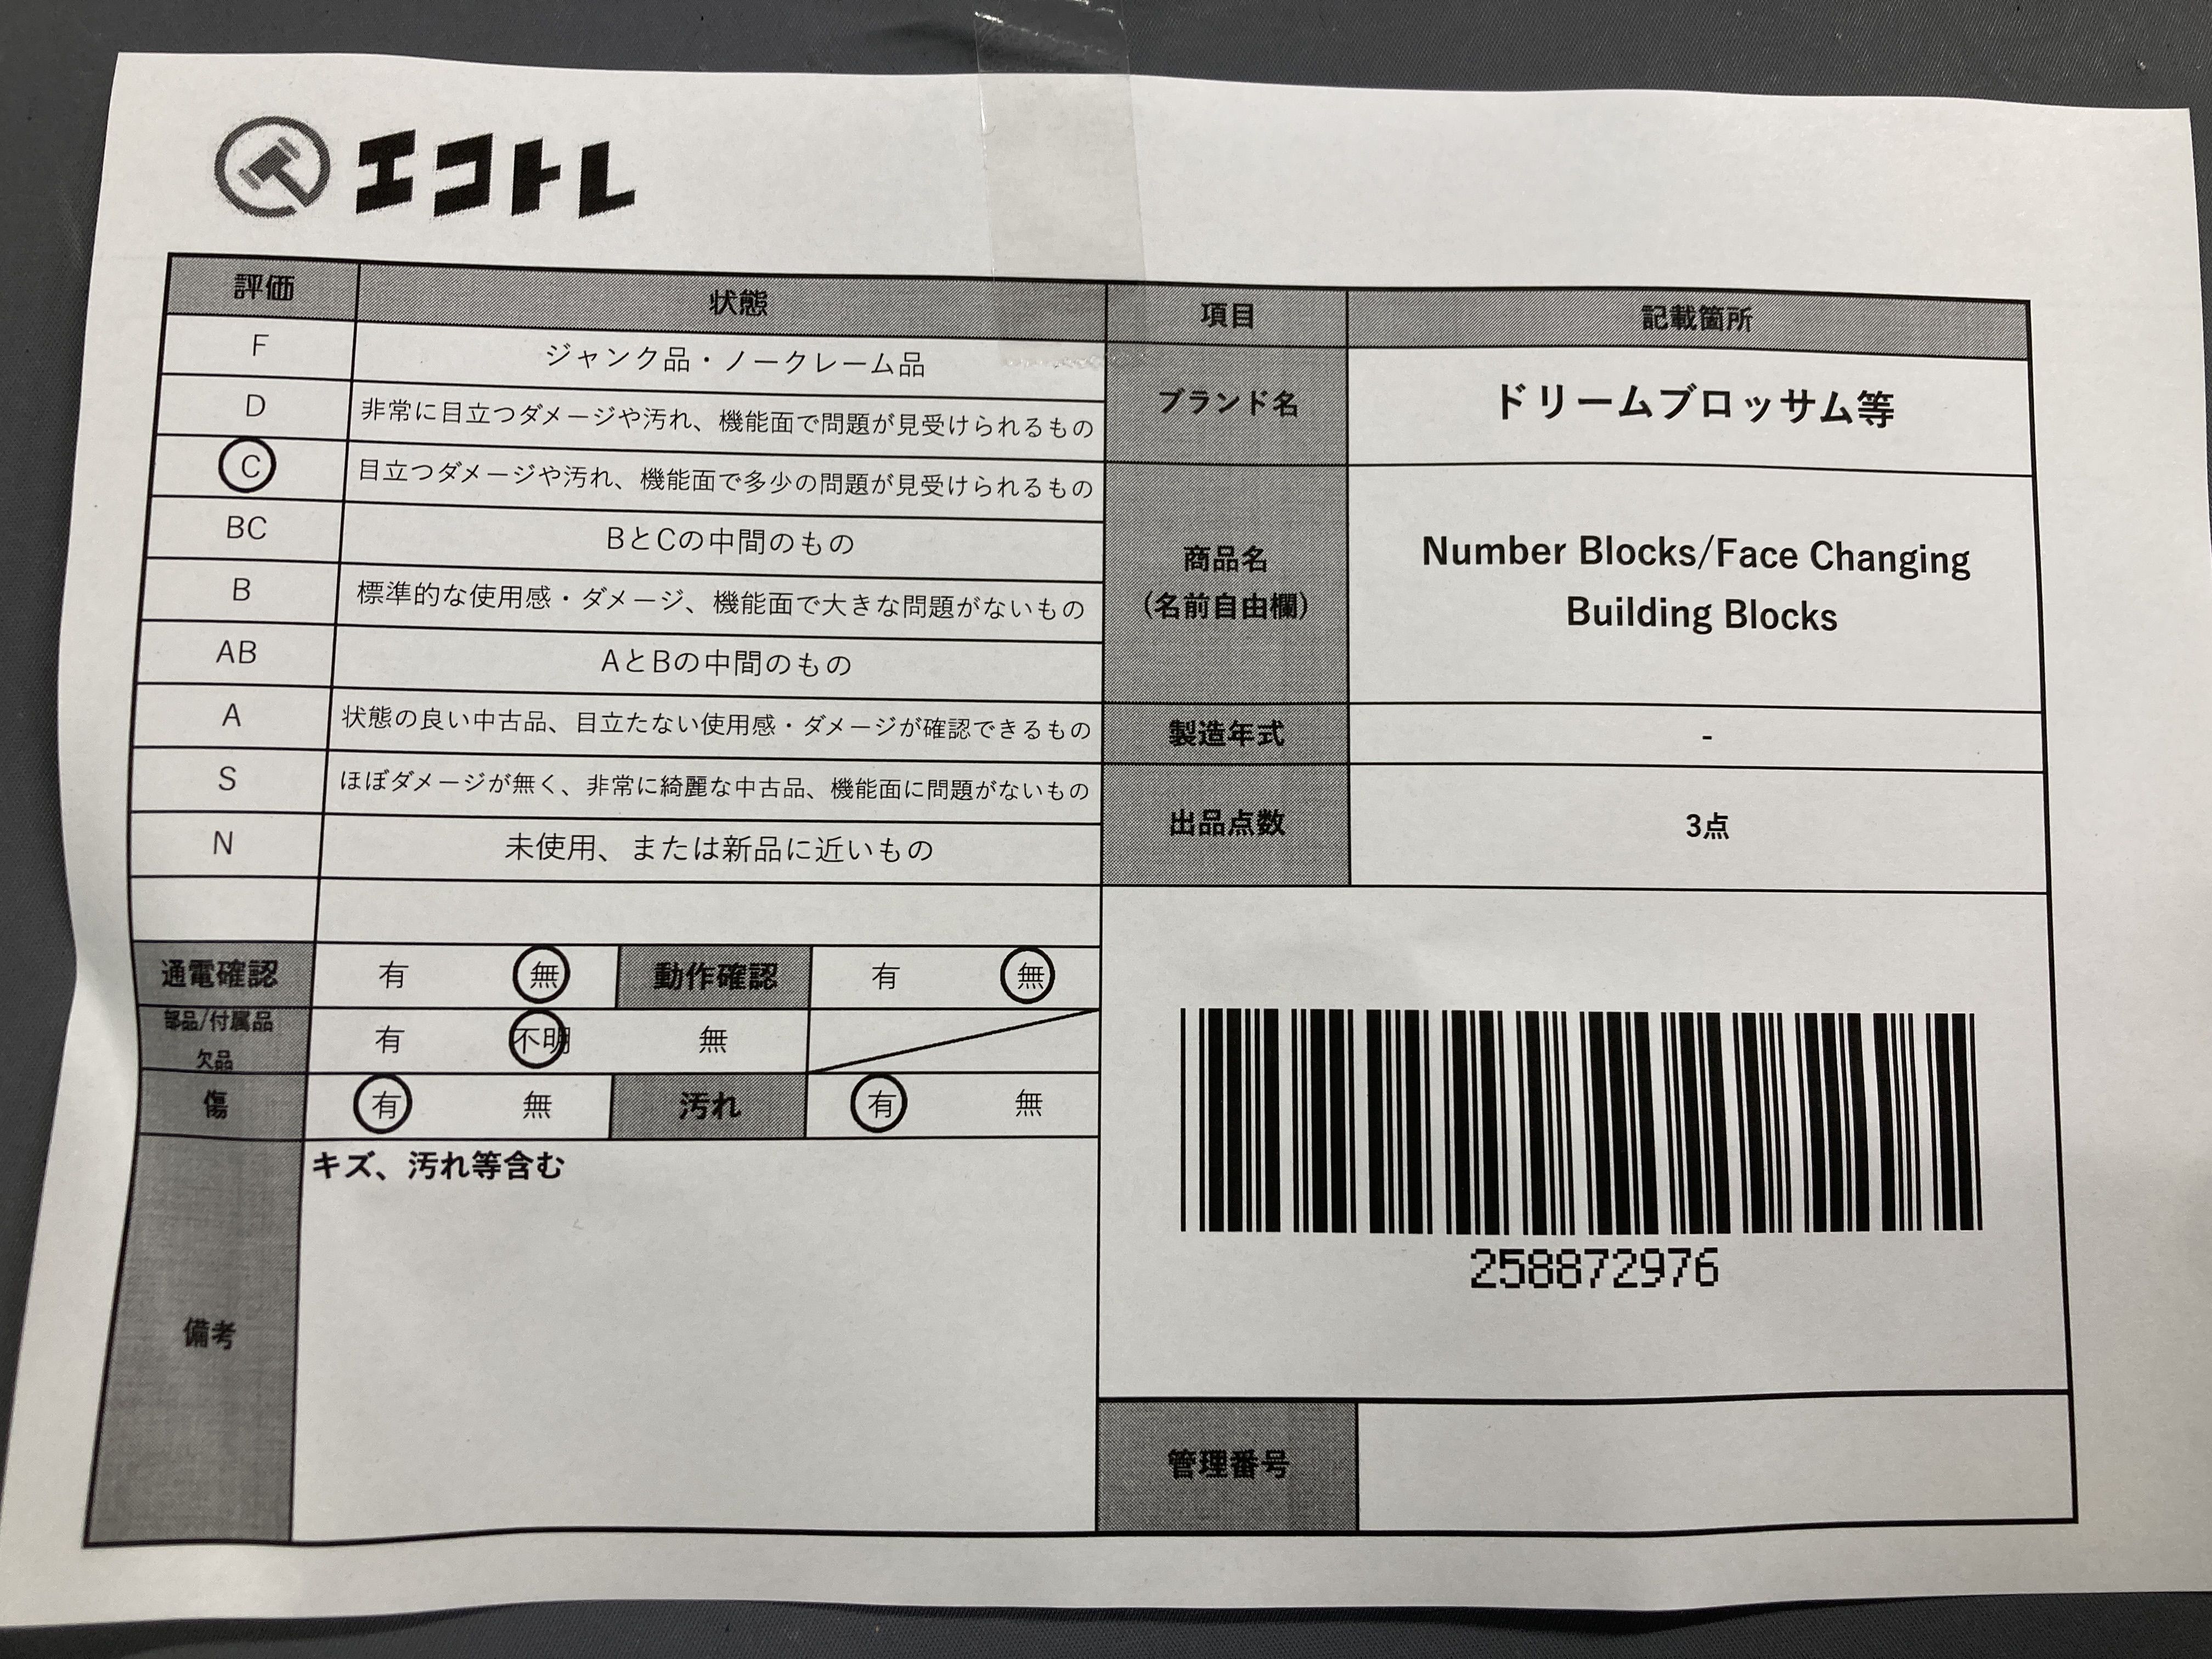 エコトレ
評価 状態 項目 記載箇所
F ジャンク品・ノークレーム品
D 非常に目立つダメージや汚れ、機能面で問題が見受けられるもの
C 目立つダメージや汚れ、機能面で多少の問題が見受けられるもの
BC BとCの中間のもの
B 標準的な使用感・ダメージ、機能面で大きな問題がないもの
AB AとBの中間のもの
A 状態の良い中古品、目立たない使用感・ダメージが確認できるもの
S ほぼダメージが無く、非常に綺麗な中古品、機能面に問題がないもの
N 未使用、または新品に近いもの
ブランド名 ドリームブロッサム等
商品名
(名前自由欄)
Number Blocks/Face Changing
Building Blocks
製造年式 -
出品点数 3点
通電確認 有 無 動作確認 有 無
部品/付属品
欠品
有 不明 無
傷 有 無 汚れ 有 無
備考
キズ、汚れ等含む
258872976
管理番号